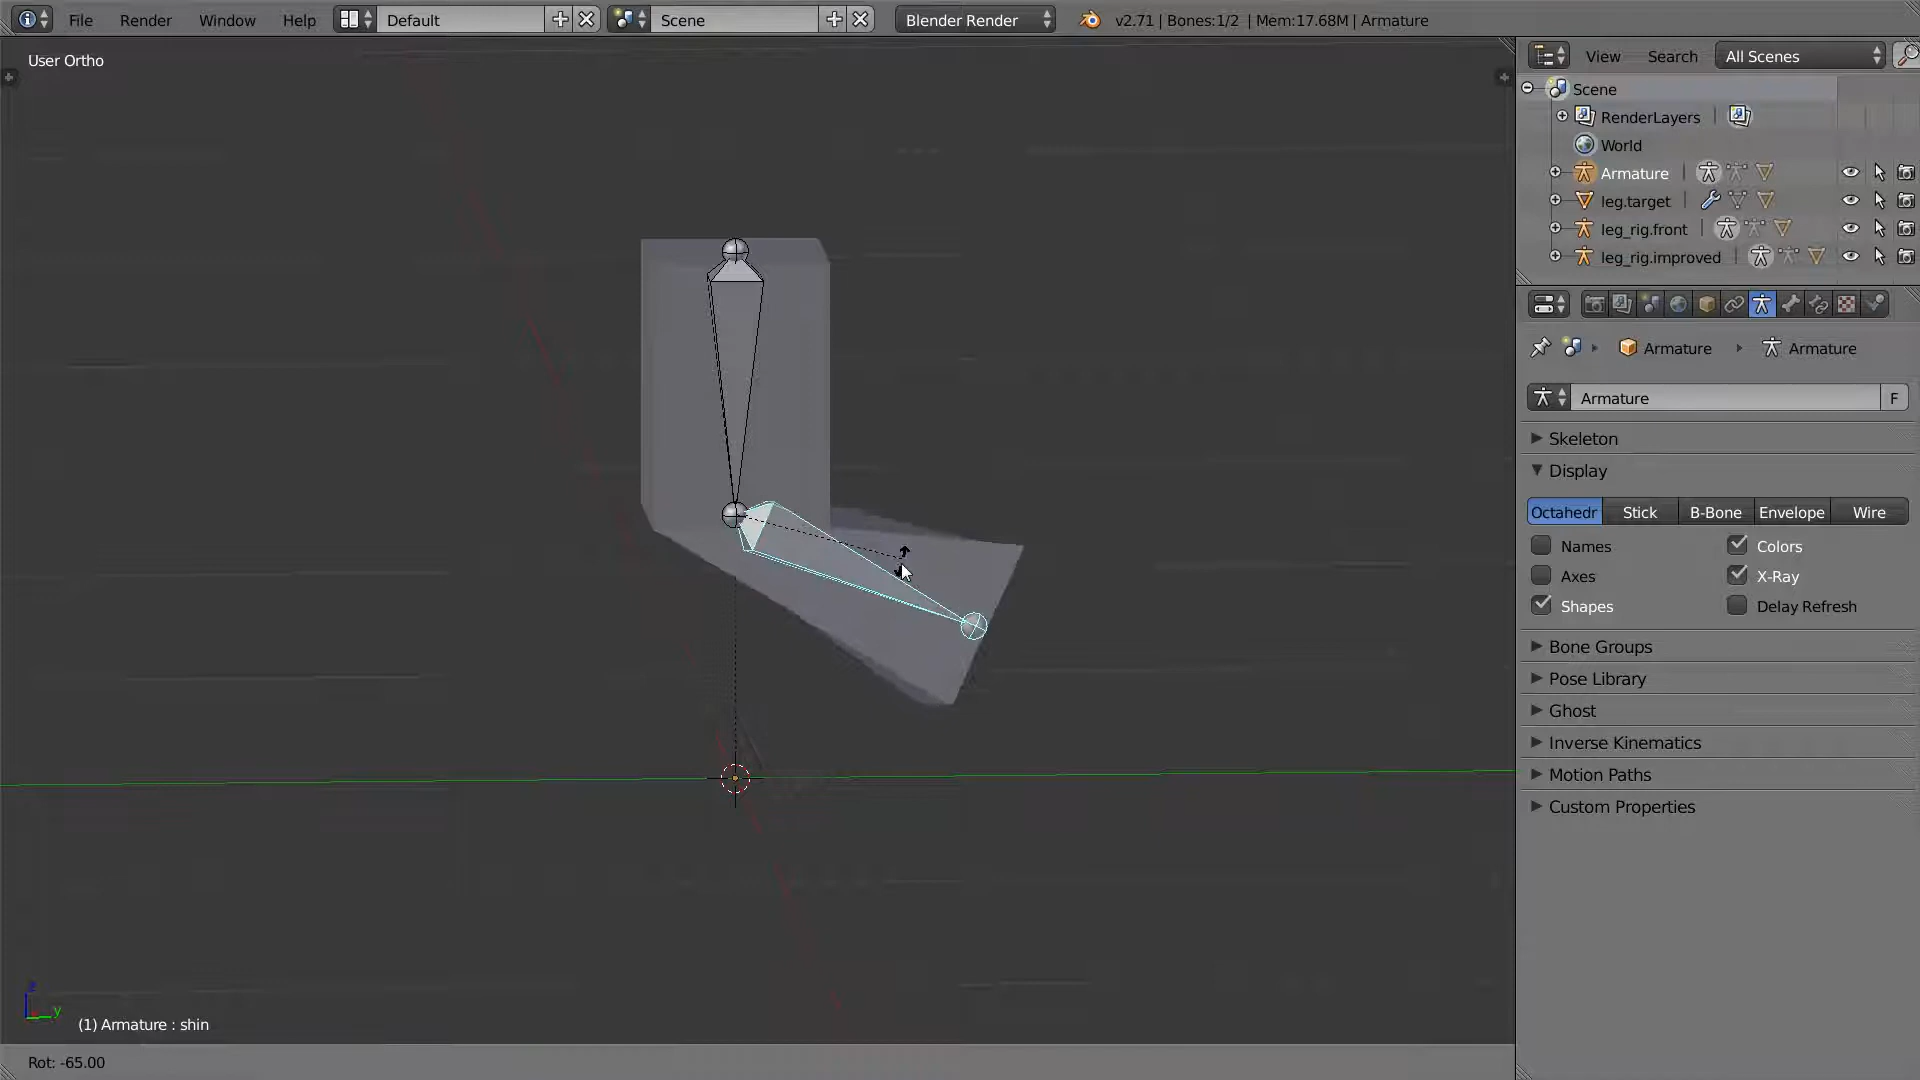 File Render Window Help Default Scene Blender Render v2.71 | Bones:1/2 | Mem:17.68M | Armature
User Ortho
View Search All Scenes
Scene
RenderLayers
World
Armature
leg.target
leg_rig.front
leg_rig.improved
Armature Armature
Armature F
Skeleton
Display
Octahedr Stick B-Bone Envelope Wire
Names Colors
Axes X-Ray
Shapes Delay Refresh
Bone Groups
Pose Library
Ghost
Inverse Kinematics
Motion Paths
Custom Properties
z
y
(1) Armature : shin
Rot: -65.00